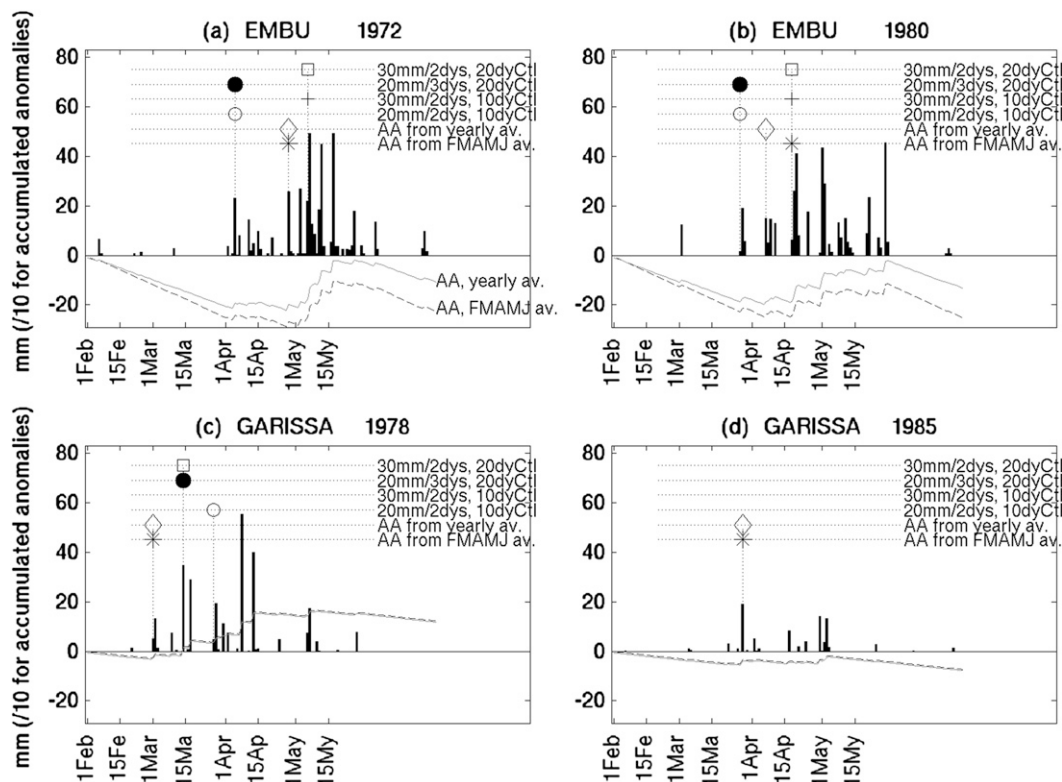 mm (/10 for accumulated anomalies)
(a) EMBU 1972
80
60
40
20
0
-20
30mm/2dys, 20dyCtl
20mm/3dys, 20dyCtl
30mm/2dys, 10dyCtl
20mm/2dys, 10dyCtl
AA from yearly av.
AA from FMAMJ av.
AA, yearly av.
AA, FMAMJ av.
1Feb
15Fe
1Mar
15Ma
1Apr
15Ap
1May
15My
(b) EMBU 1980
80
60
40
20
0
-20
30mm/2dys, 20dyCtl
20mm/3dys, 20dyCtl
30mm/2dys, 10dyCtl
20mm/2dys, 10dyCtl
AA from yearly av.
AA from FMAMJ av.
1Feb
15Fe
1Mar
15Ma
1Apr
15Ap
1May
15My
mm (/10 for accumulated anomalies)
(c) GARISSA 1978
80
60
40
20
0
-20
30mm/2dys, 20dyCtl
20mm/3dys, 20dyCtl
30mm/2dys, 10dyCtl
20mm/2dys, 10dyCtl
AA from yearly av.
AA from FMAMJ av.
1Feb
15Fe
1Mar
15Ma
1Apr
15Ap
1May
15My
(d) GARISSA 1985
80
60
40
20
0
-20
30mm/2dys, 20dyCtl
20mm/3dys, 20dyCtl
30mm/2dys, 10dyCtl
20mm/2dys, 10dyCtl
AA from yearly av.
AA from FMAMJ av.
1Feb
15Fe
1Mar
15Ma
1Apr
15Ap
1May
15My